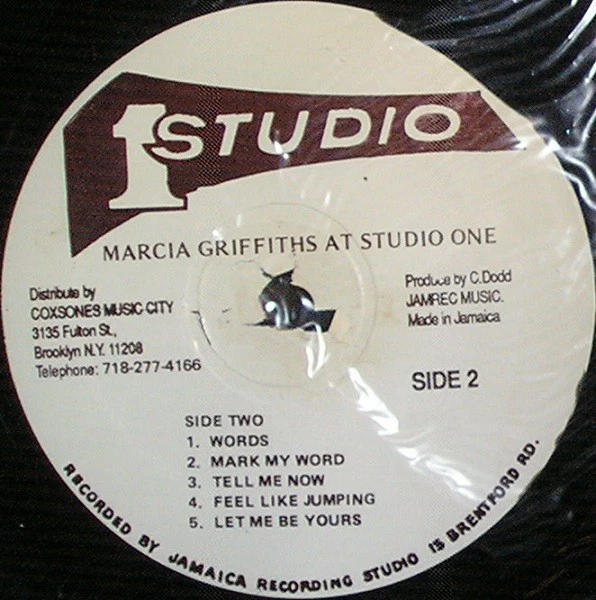 1 STUDIO
MARCIA GRIFFITHS AT STUDIO ONE
Distribute by
COXSONES MUSIC CITY
3135 Fulton St.,
Brooklyn N.Y. 11208
Telephone: 718-277-4166
Produce by C.Dodd
JAMREC MUSIC.
Made in Jamaica
SIDE 2
SIDE TWO
1. WORDS
2. MARK MY WORD
3. TELL ME NOW
4. FEEL LIKE JUMPING
5. LET ME BE YOURS
RECORDED BY JAMAICA RECORDING STUDIO 15 BRENTFORD RD.